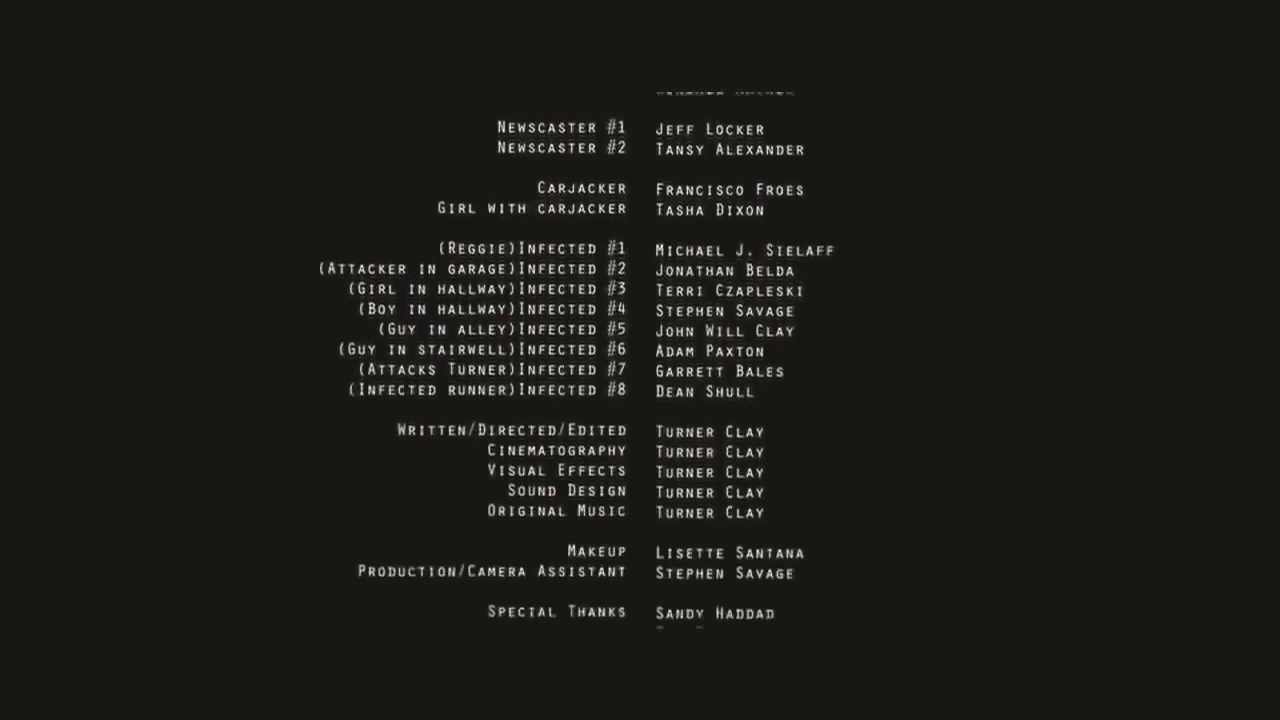 Newscaster #1 Jeff Locker
Newscaster #2 Tansy Alexander
Carjacker Francisco Froes
Girl with carjacker Tasha Dixon
(Reggie)Infected #1 Michael J. Sielaff
(Attacker in garage)Infected #2 Jonathan Belda
(Girl in hallway)Infected #3 Terri Czapleski
(Boy in hallway)Infected #4 Stephen Savage
(Guy in alley)Infected #5 John Will Clay
(Guy in stairwell)Infected #6 Adam Paxton
(Attacks Turner)Infected #7 Garrett Bales
(Infected runner)Infected #8 Dean Shull
Written/Directed/Edited Turner Clay
Cinematography Turner Clay
Visual Effects Turner Clay
Sound Design Turner Clay
Original Music Turner Clay
Makeup Lisette Santana
Production/Camera Assistant Stephen Savage
Special Thanks Sandy Haddad